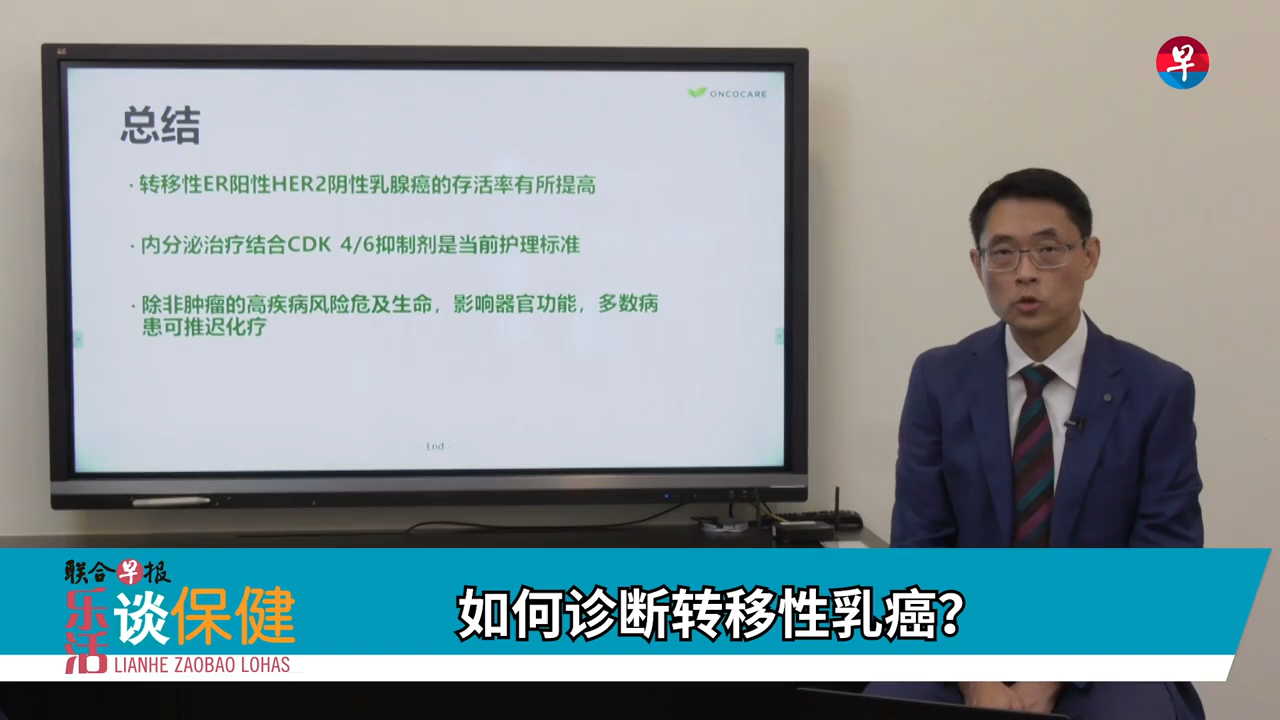 早
ONCOCARE
总结
· 转移性ER阳性HER2阴性乳腺癌的存活率有所提高
· 内分泌治疗结合CDK 4/6抑制剂是当前护理标准
· 除非肿瘤的高疾病风险危及生命，影响器官功能，多数病
患可推迟化疗
- End -
联合早报
乐活
谈保健
LIANHE ZAOBAO LOHAS
如何诊断转移性乳癌？